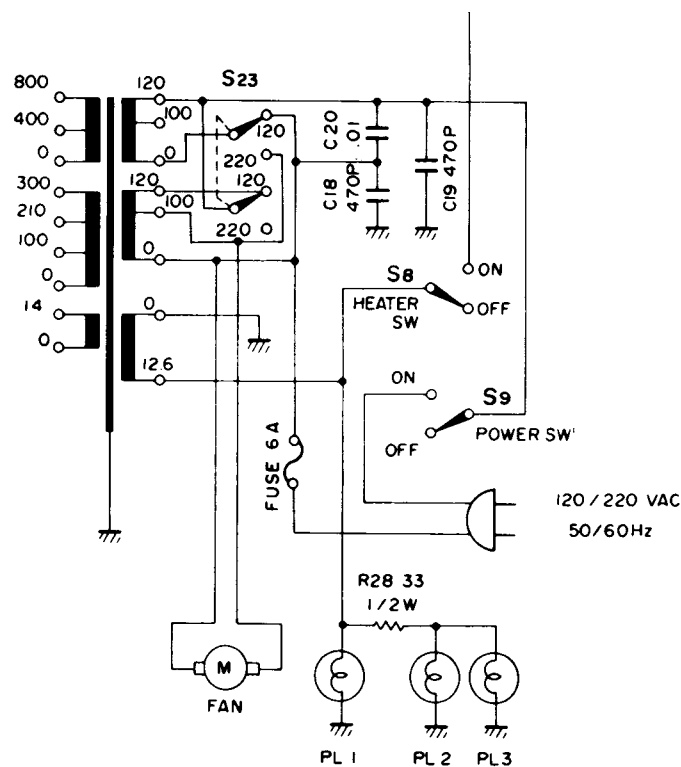 800
400
0
300
210
100
0
14
0
120
100
0
120
100
0
0
12.6
S23
120
220
120
220
C20
.01
C18
470P
C19 470P
S8
HEATER
SW
ON
OFF
ON
OFF
S9
POWER SW
FUSE 6A
120/220 VAC
50/60Hz
R28 33
1/2W
M
FAN
PL 1
PL 2
PL3